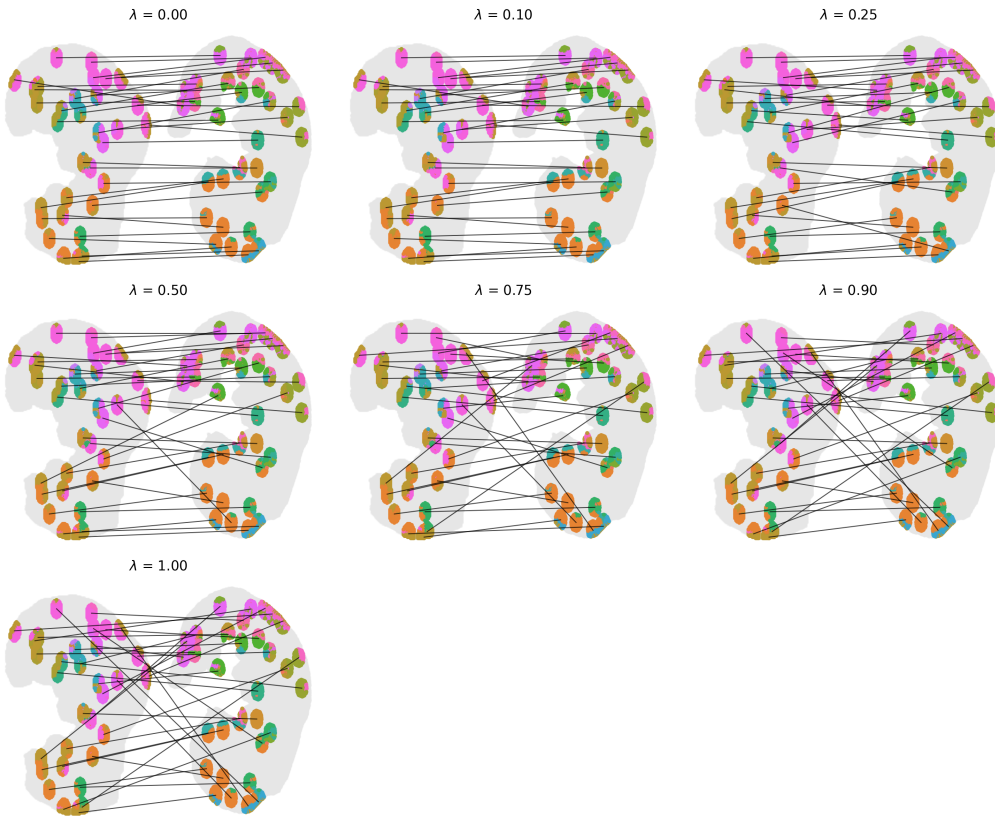 λ = 0.00
λ = 0.10
λ = 0.25
λ = 0.50
λ = 0.75
λ = 0.90
λ = 1.00